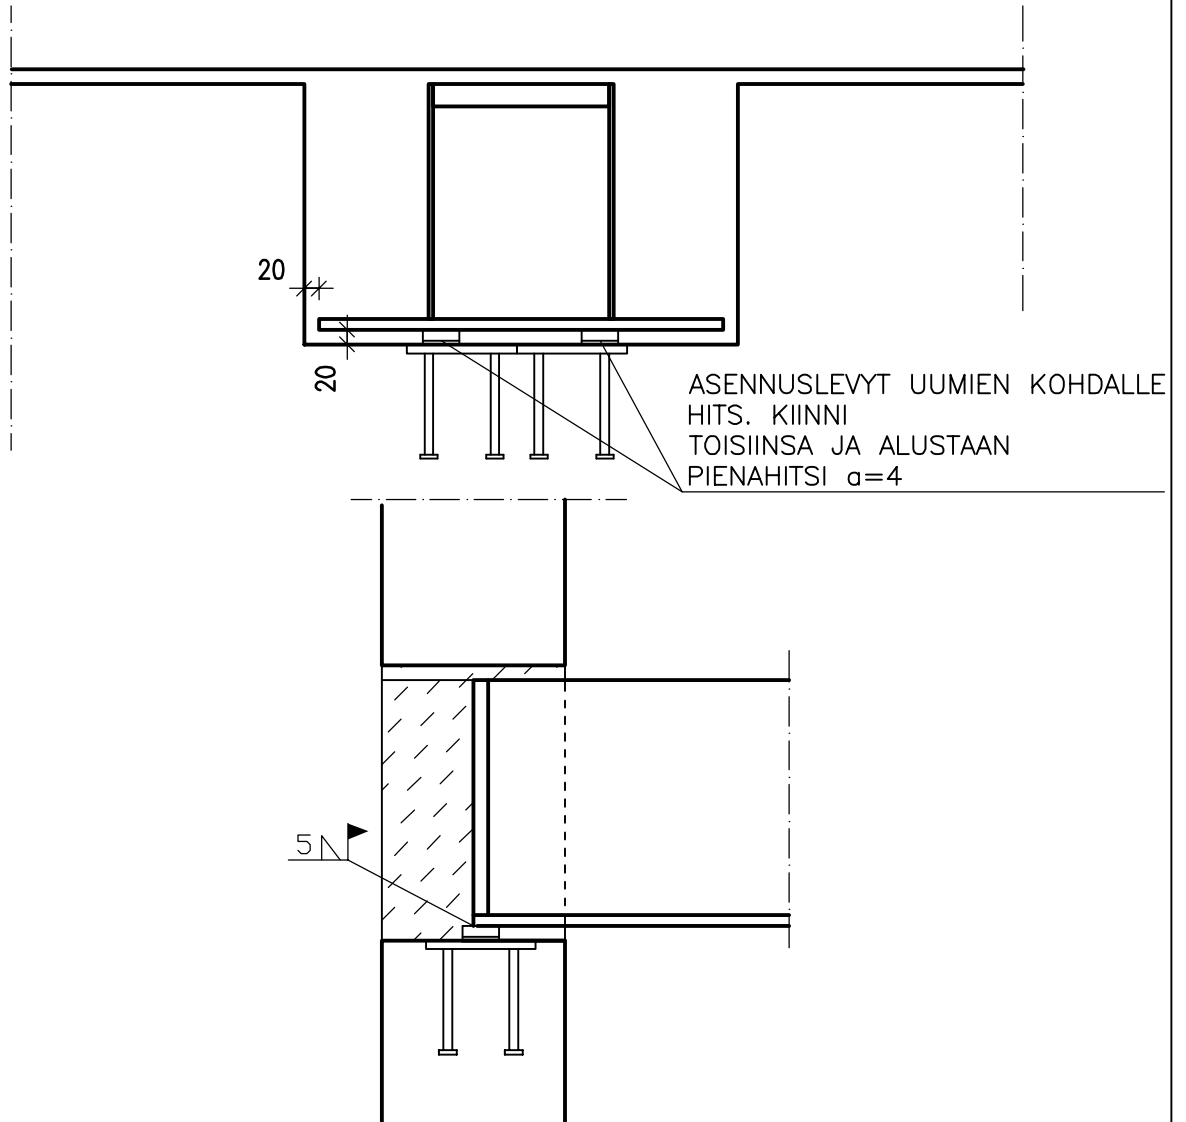 20
20
ASENNUSLEVYT UUMIEN KOHDALLE
HITS. KIINNI
TOISIINSA JA ALUSTAAN
PIENAHITSI a=4
5